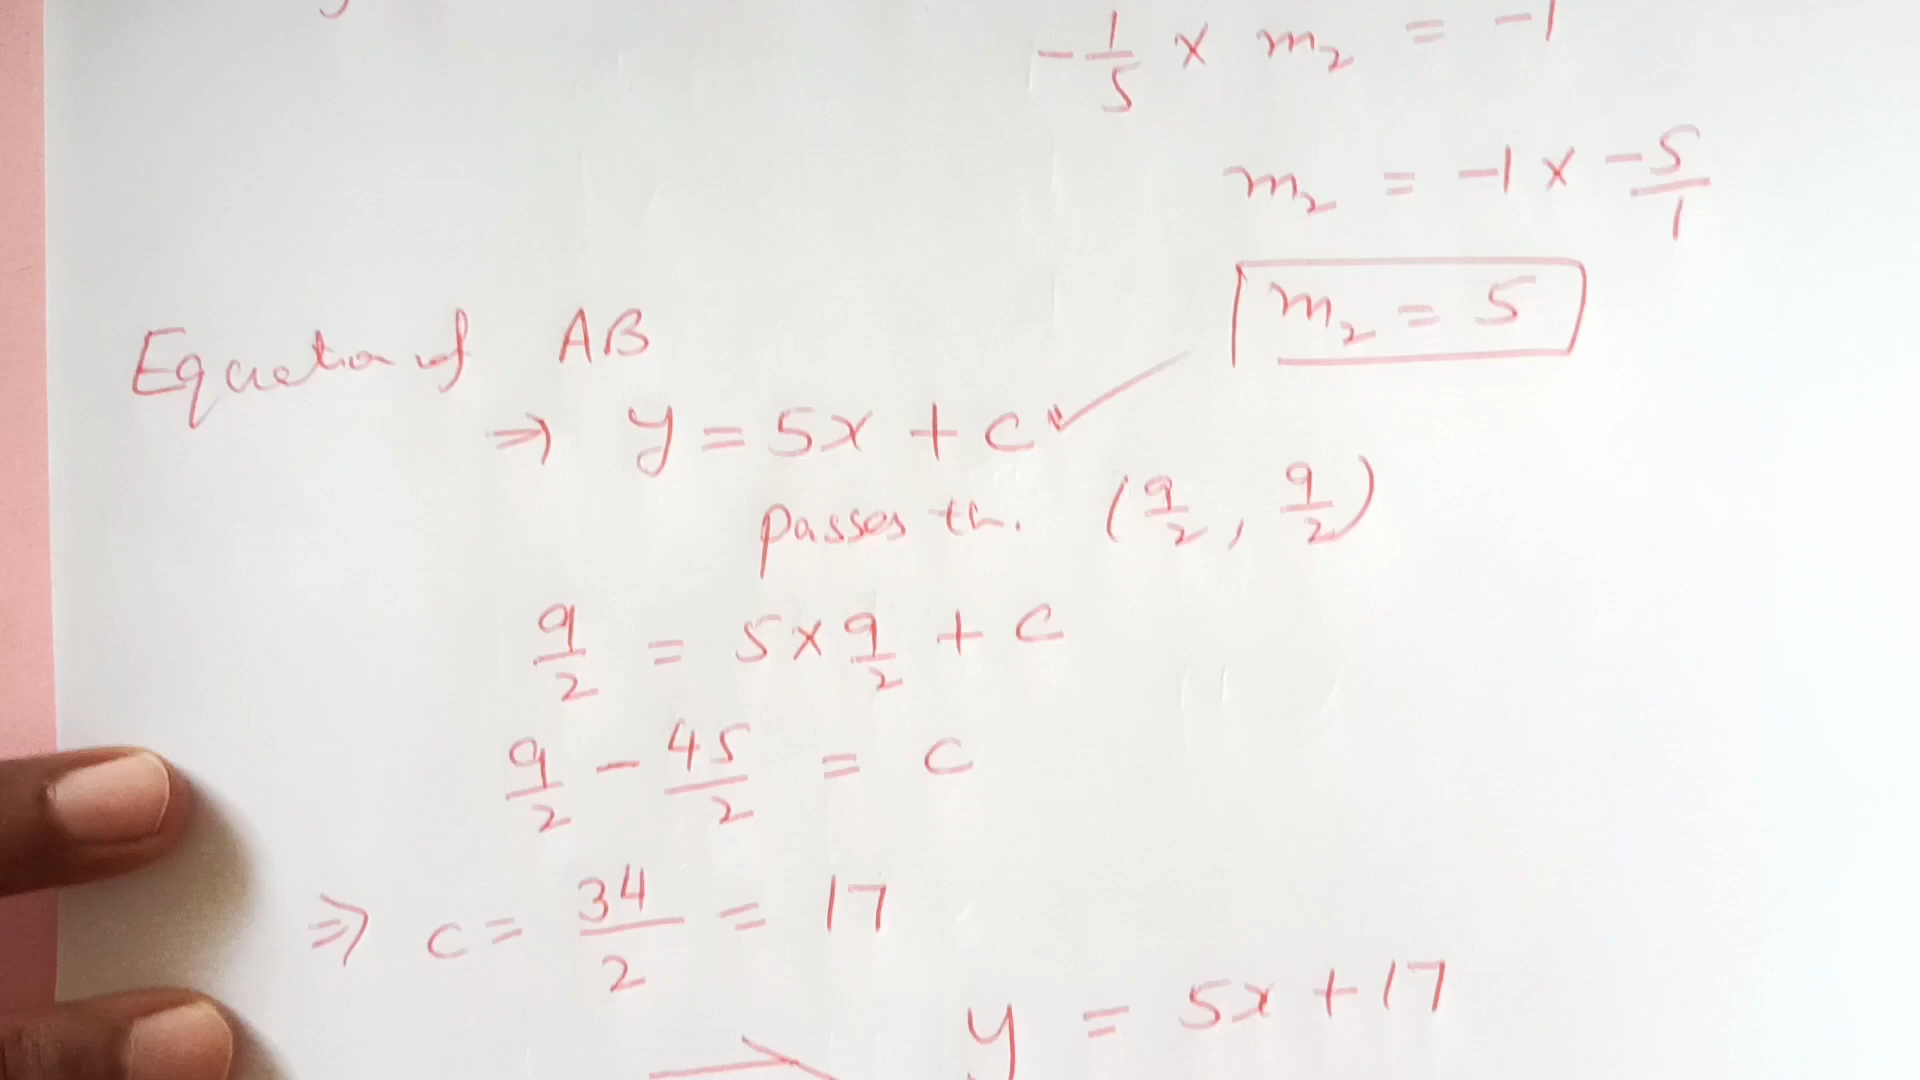 -1/5 × m₂ = -1
m₂ = -1 × -5/1
m₂ = 5
Equation of AB
⇒ y = 5x + c
passes th. (9/2, 9/2)
9/2 = 5×9/2 + c
9/2 - 45/2 = c
⇒ c = 34/2 = 17
y = 5x + 17